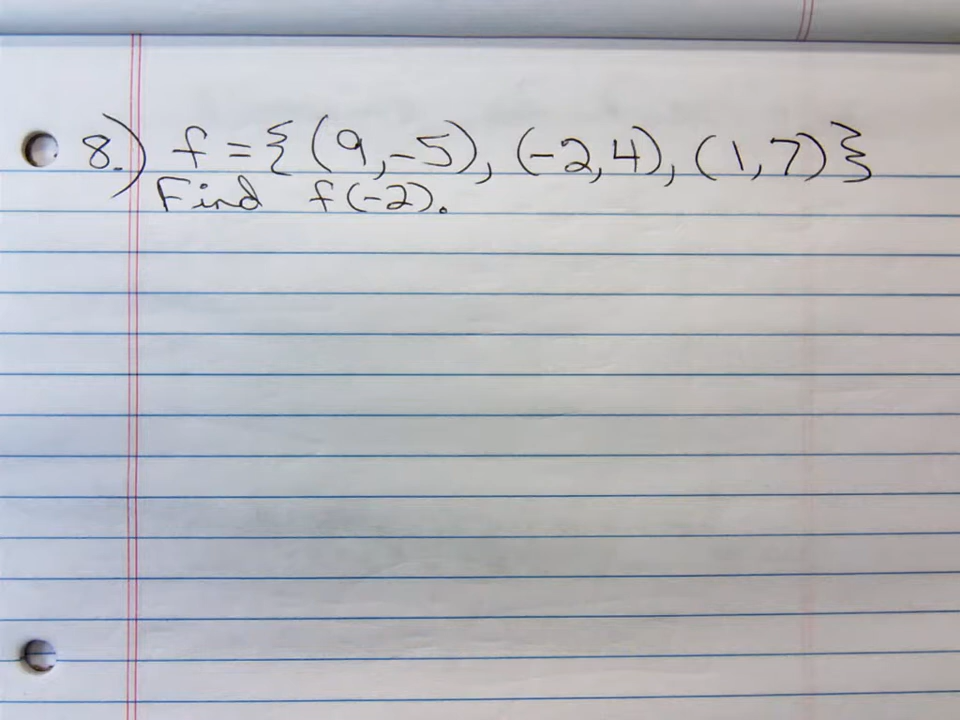 8.) f = {(9,-5), (-2,4), (1,7)}
Find f(-2).